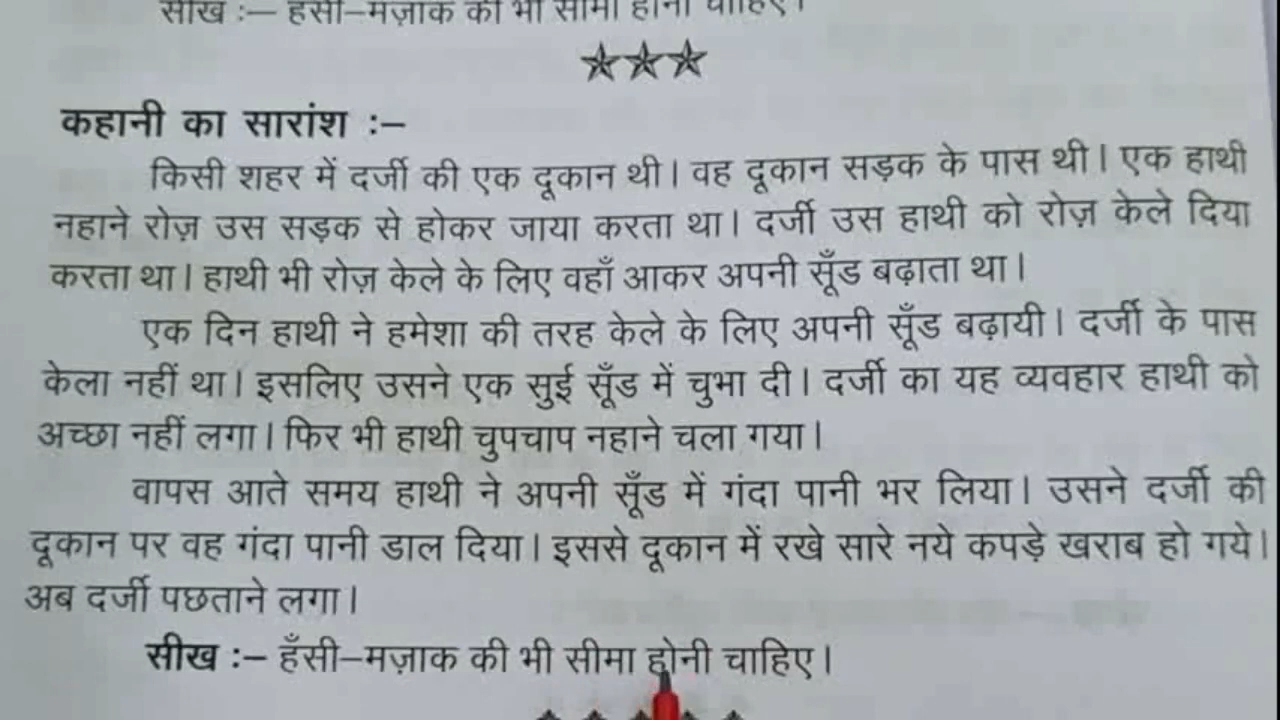 सीख :– हँसी–मज़ाक की भी सीमा होनी चाहिए।
कहानी का सारांश :–
किसी शहर में दर्जी की एक दूकान थी। वह दूकान सड़क के पास थी। एक हाथी
नहाने रोज़ उस सड़क से होकर जाया करता था। दर्जी उस हाथी को रोज़ केले दिया
करता था। हाथी भी रोज़ केले के लिए वहाँ आकर अपनी सूँड बढ़ाता था।
एक दिन हाथी ने हमेशा की तरह केले के लिए अपनी सूँड बढ़ायी। दर्जी के पास
केला नहीं था। इसलिए उसने एक सुई सूँड में चुभा दी। दर्जी का यह व्यवहार हाथी को
अच्छा नहीं लगा। फिर भी हाथी चुपचाप नहाने चला गया।
वापस आते समय हाथी ने अपनी सूँड में गंदा पानी भर लिया। उसने दर्जी की
दूकान पर वह गंदा पानी डाल दिया। इससे दूकान में रखे सारे नये कपड़े खराब हो गये।
अब दर्जी पछताने लगा।
सीख :– हँसी–मज़ाक की भी सीमा होनी चाहिए।